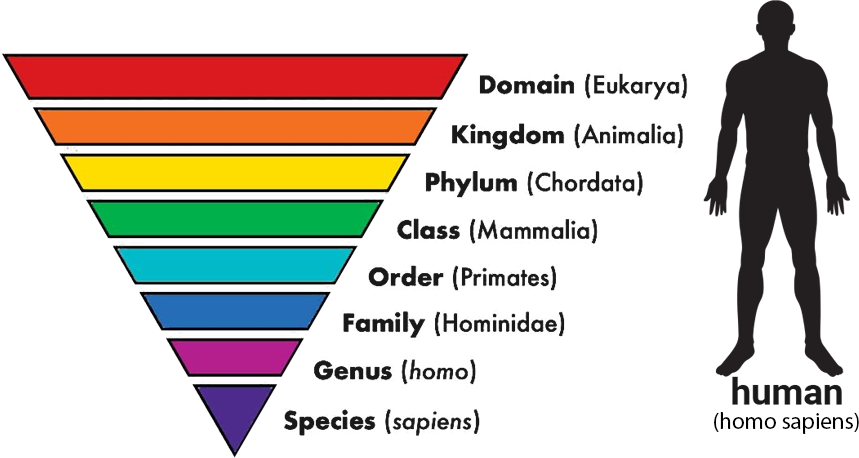 Domain (Eukarya)
Kingdom (Animalia)
Phylum (Chordata)
Class (Mammalia)
Order (Primates)
Family (Hominidae)
Genus (homo)
Species (sapiens)
human
(homo sapiens)